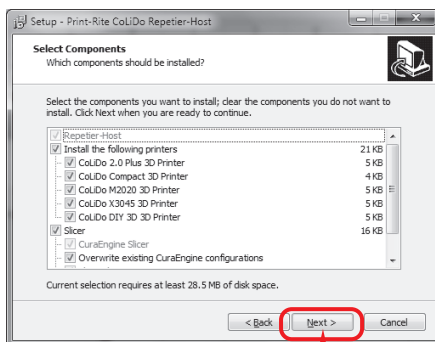 Setup - Print-Rite CoLiDo Repetier-Host
Select Components
Which components should be installed?
Select the components you want to install; clear the components you do not want to
install. Click Next when you are ready to continue.
Repetier-Host
Install the following printers 21 KB
CoLiDo 2.0 Plus 3D Printer 5 KB
CoLiDo Compact 3D Printer 4 KB
CoLiDo M2020 3D Printer 5 KB
CoLiDo X3045 3D Printer 5 KB
CoLiDo DIY 3D 3D Printer 5 KB
Slicer 16 KB
CuraEngine Slicer
Overwrite existing CuraEngine configurations
Current selection requires at least 28.5 MB of disk space.
< Back Next > Cancel